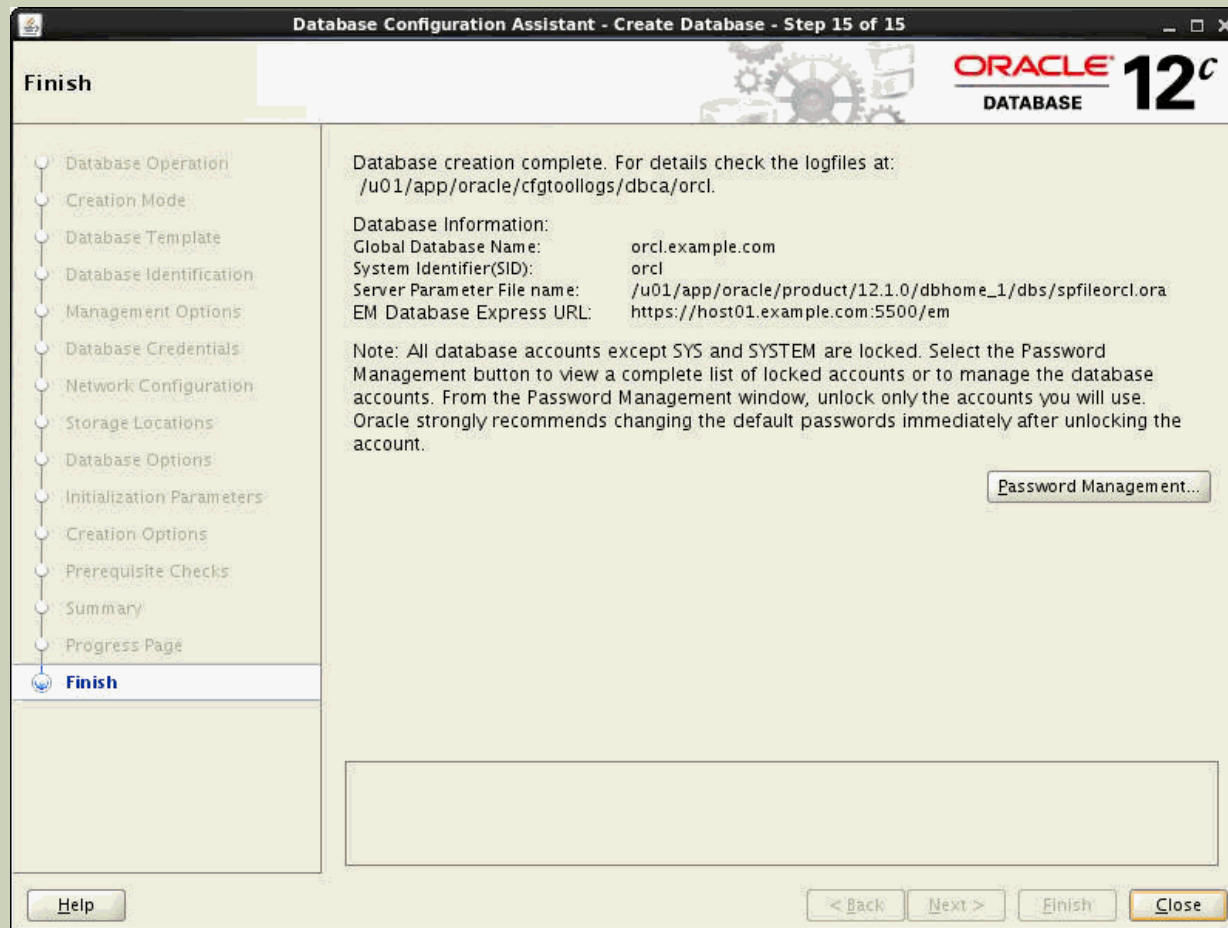 Database Configuration Assistant - Create Database - Step 15 of 15
Finish
ORACLE
DATABASE
12c
Database Operation
Creation Mode
Database Template
Database Identification
Management Options
Database Credentials
Network Configuration
Storage Locations
Database Options
Initialization Parameters
Creation Options
Prerequisite Checks
Summary
Progress Page
Finish
Database creation complete. For details check the logfiles at:
/u01/app/oracle/cfgtoollogs/dbca/orcl.
Database Information:
Global Database Name: orcl.example.com
System Identifier(SID): orcl
Server Parameter File name: /u01/app/oracle/product/12.1.0/dbhome_1/dbs/spfileorcl.ora
EM Database Express URL: https://host01.example.com:5500/em
Note: All database accounts except SYS and SYSTEM are locked. Select the Password
Management button to view a complete list of locked accounts or to manage the database
accounts. From the Password Management window, unlock only the accounts you will use.
Oracle strongly recommends changing the default passwords immediately after unlocking the
account.
Password Management...
Help
< Back
Next >
Finish
Close